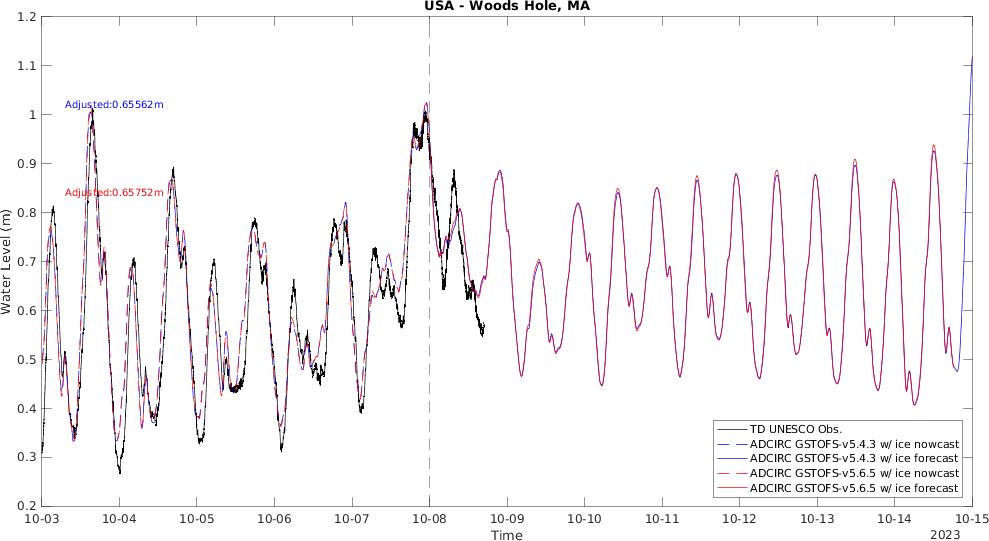 USA - Woods Hole, MA
1.2
1.1
1
0.9
0.8
0.7
0.6
0.5
0.4
0.3
0.2
Water Level (m)
Adjusted:0.65562m
Adjusted:0.65752m
TD UNESCO Obs.
ADCIRC GSTOFS-v5.4.3 w/ ice nowcast
ADCIRC GSTOFS-v5.4.3 w/ ice forecast
ADCIRC GSTOFS-v5.6.5 w/ ice nowcast
ADCIRC GSTOFS-v5.6.5 w/ ice forecast
10-03 10-04 10-05 10-06 10-07 10-08 10-09 10-10 10-11 10-12 10-13 10-14 10-15
Time
2023